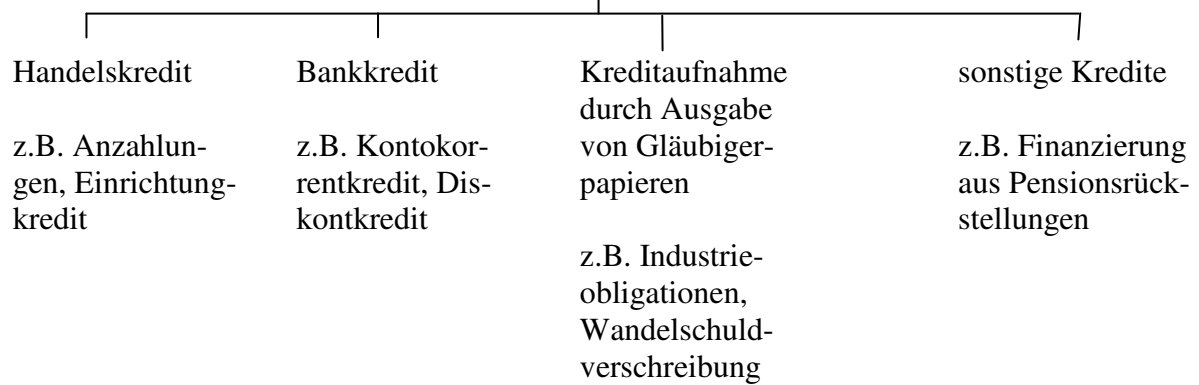 Handelskredit
z.B. Anzahlun-
gen, Einrichtung-
kredit
Bankkredit
z.B. Kontokor-
rentkredit, Dis-
kontkredit
Kreditaufnahme
durch Ausgabe
von Gläubiger-
papieren
z.B. Industrie-
obligationen,
Wandelschuld-
verschreibung
sonstige Kredite
z.B. Finanzierung
aus Pensionsrück-
stellungen